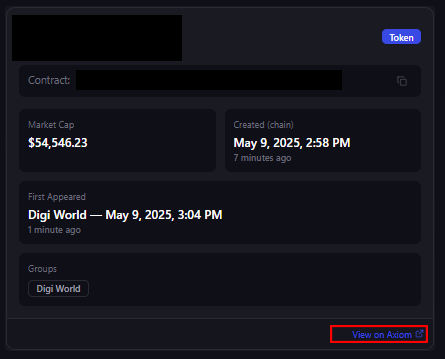 Token
Contract:
Market Cap
$54,546.23
Created (chain)
May 9, 2025, 2:58 PM
7 minutes ago
First Appeared
Digi World — May 9, 2025, 3:04 PM
1 minute ago
Groups
Digi World
View on Axiom